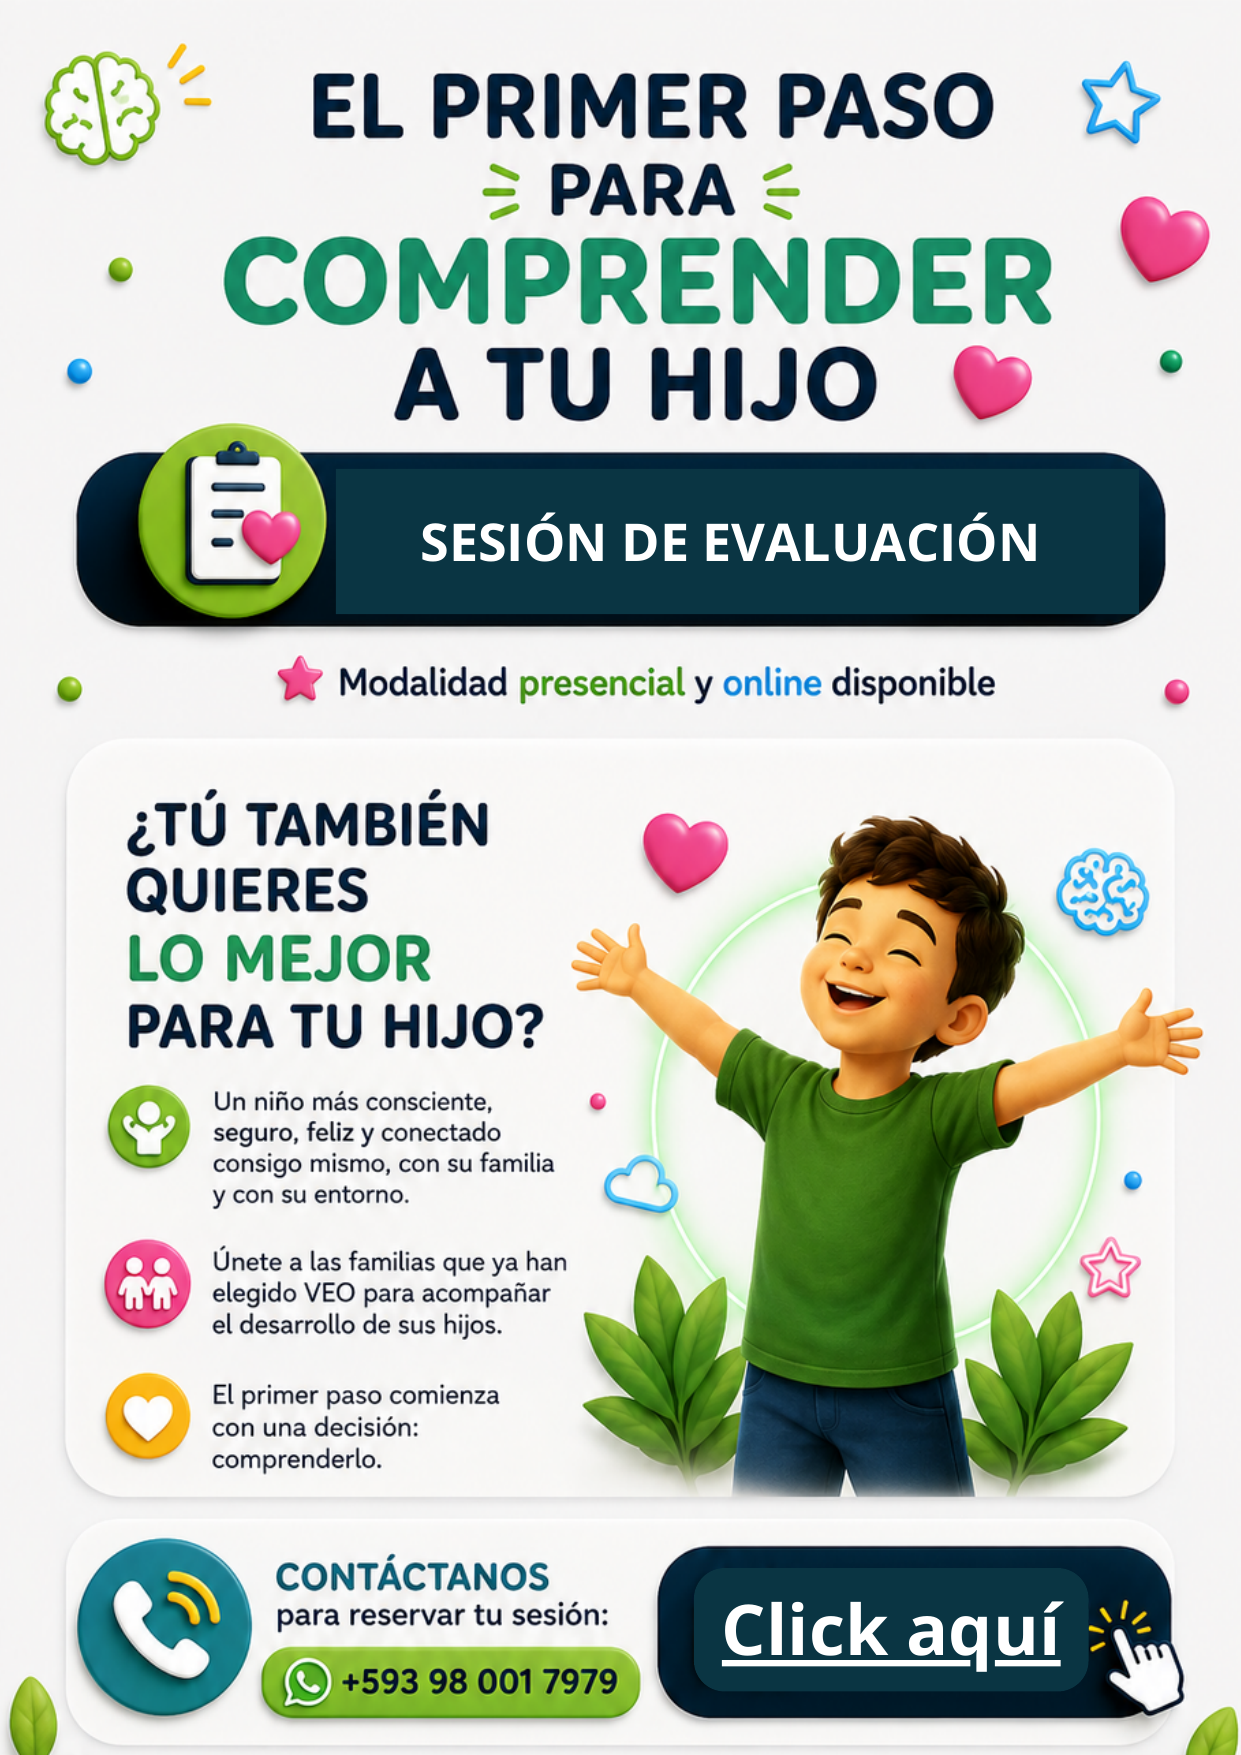 EL PRIMER PASO
PARA
COMPRENDER
A TU HIJO
SESIÓN DE EVALUACIÓN
Modalidad presencial y online disponible
¿TÚ TAMBIÉN
QUIERES
LO MEJOR
PARA TU HIJO?
Un niño más consciente,
seguro, feliz y conectado
consigo mismo, con su familia
y con su entorno.
Únete a las familias que ya han
elegido VEO para acompañar
el desarrollo de sus hijos.
El primer paso comienza
con una decisión:
comprenderlo.
CONTÁCTANOS
para reservar tu sesión:
+593 98 001 7979
Click aquí